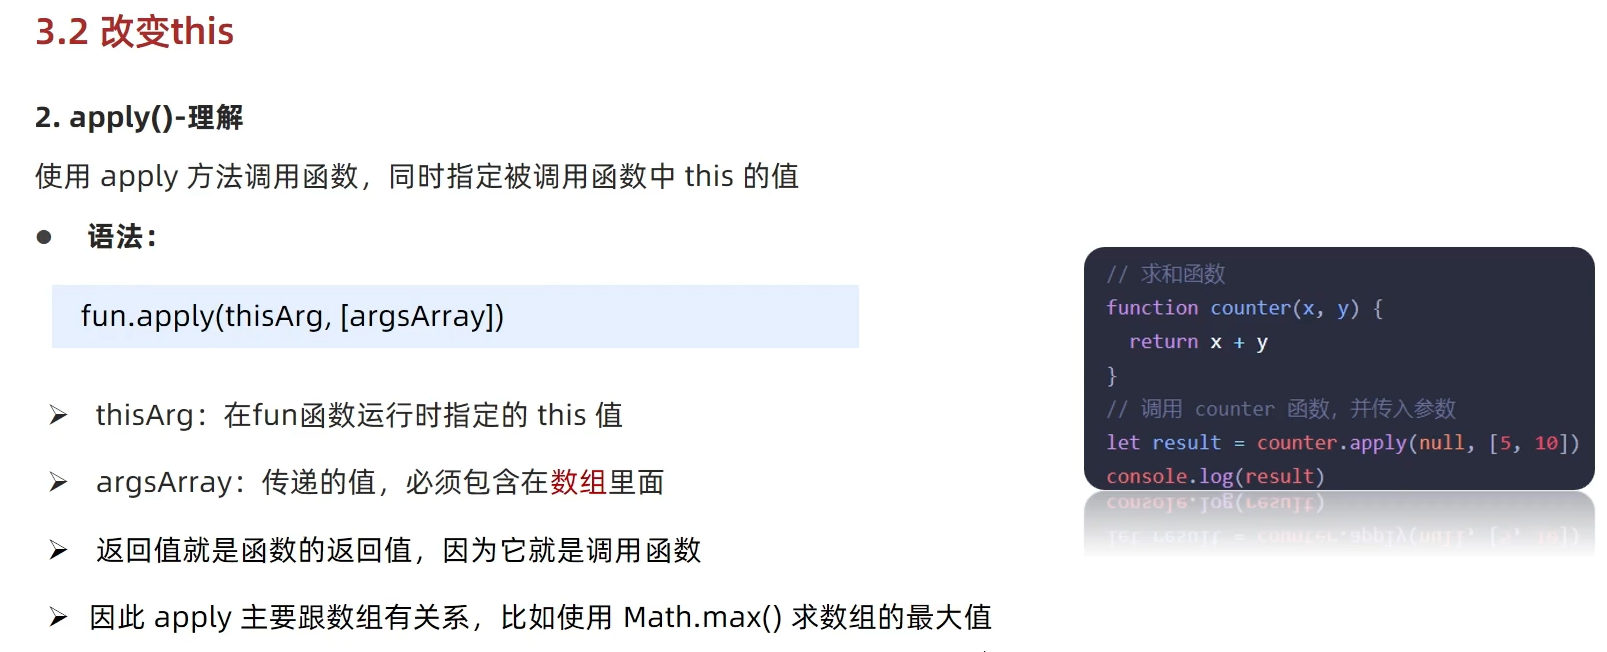 3.2 改变this
2. apply()-理解
使用 apply 方法调用函数，同时指定被调用函数中 this 的值
● 语法：
fun.apply(thisArg, [argsArray])
➢ thisArg：在fun函数运行时指定的 this 值
➢ argsArray：传递的值，必须包含在数组里面
➢ 返回值就是函数的返回值，因为它就是调用函数
➢ 因此 apply 主要跟数组有关系，比如使用 Math.max() 求数组的最大值
// 求和函数
function counter(x, y) {
  return x + y
}
// 调用 counter 函数，并传入参数
let result = counter.apply(null, [5, 10])
console.log(result)